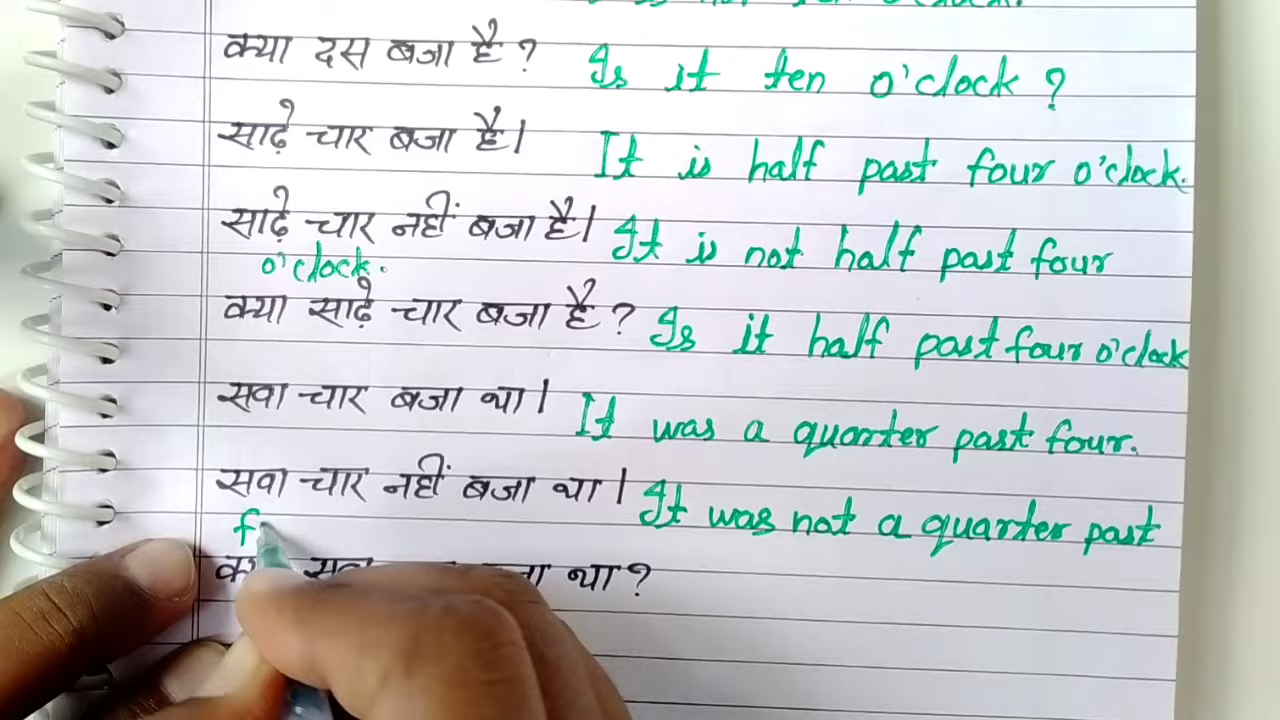 क्या दस बजा है? Is it ten o'clock?
साढ़े चार बजा है। It is half past four o'clock.
साढ़े चार नहीं बजा है। It is not half past four
o'clock.
क्या साढ़े चार बजा है? Is it half past four o'clock
सवा चार बजा था। It was a quarter past four.
सवा चार नहीं बजा था। It was not a quarter past
f
था?